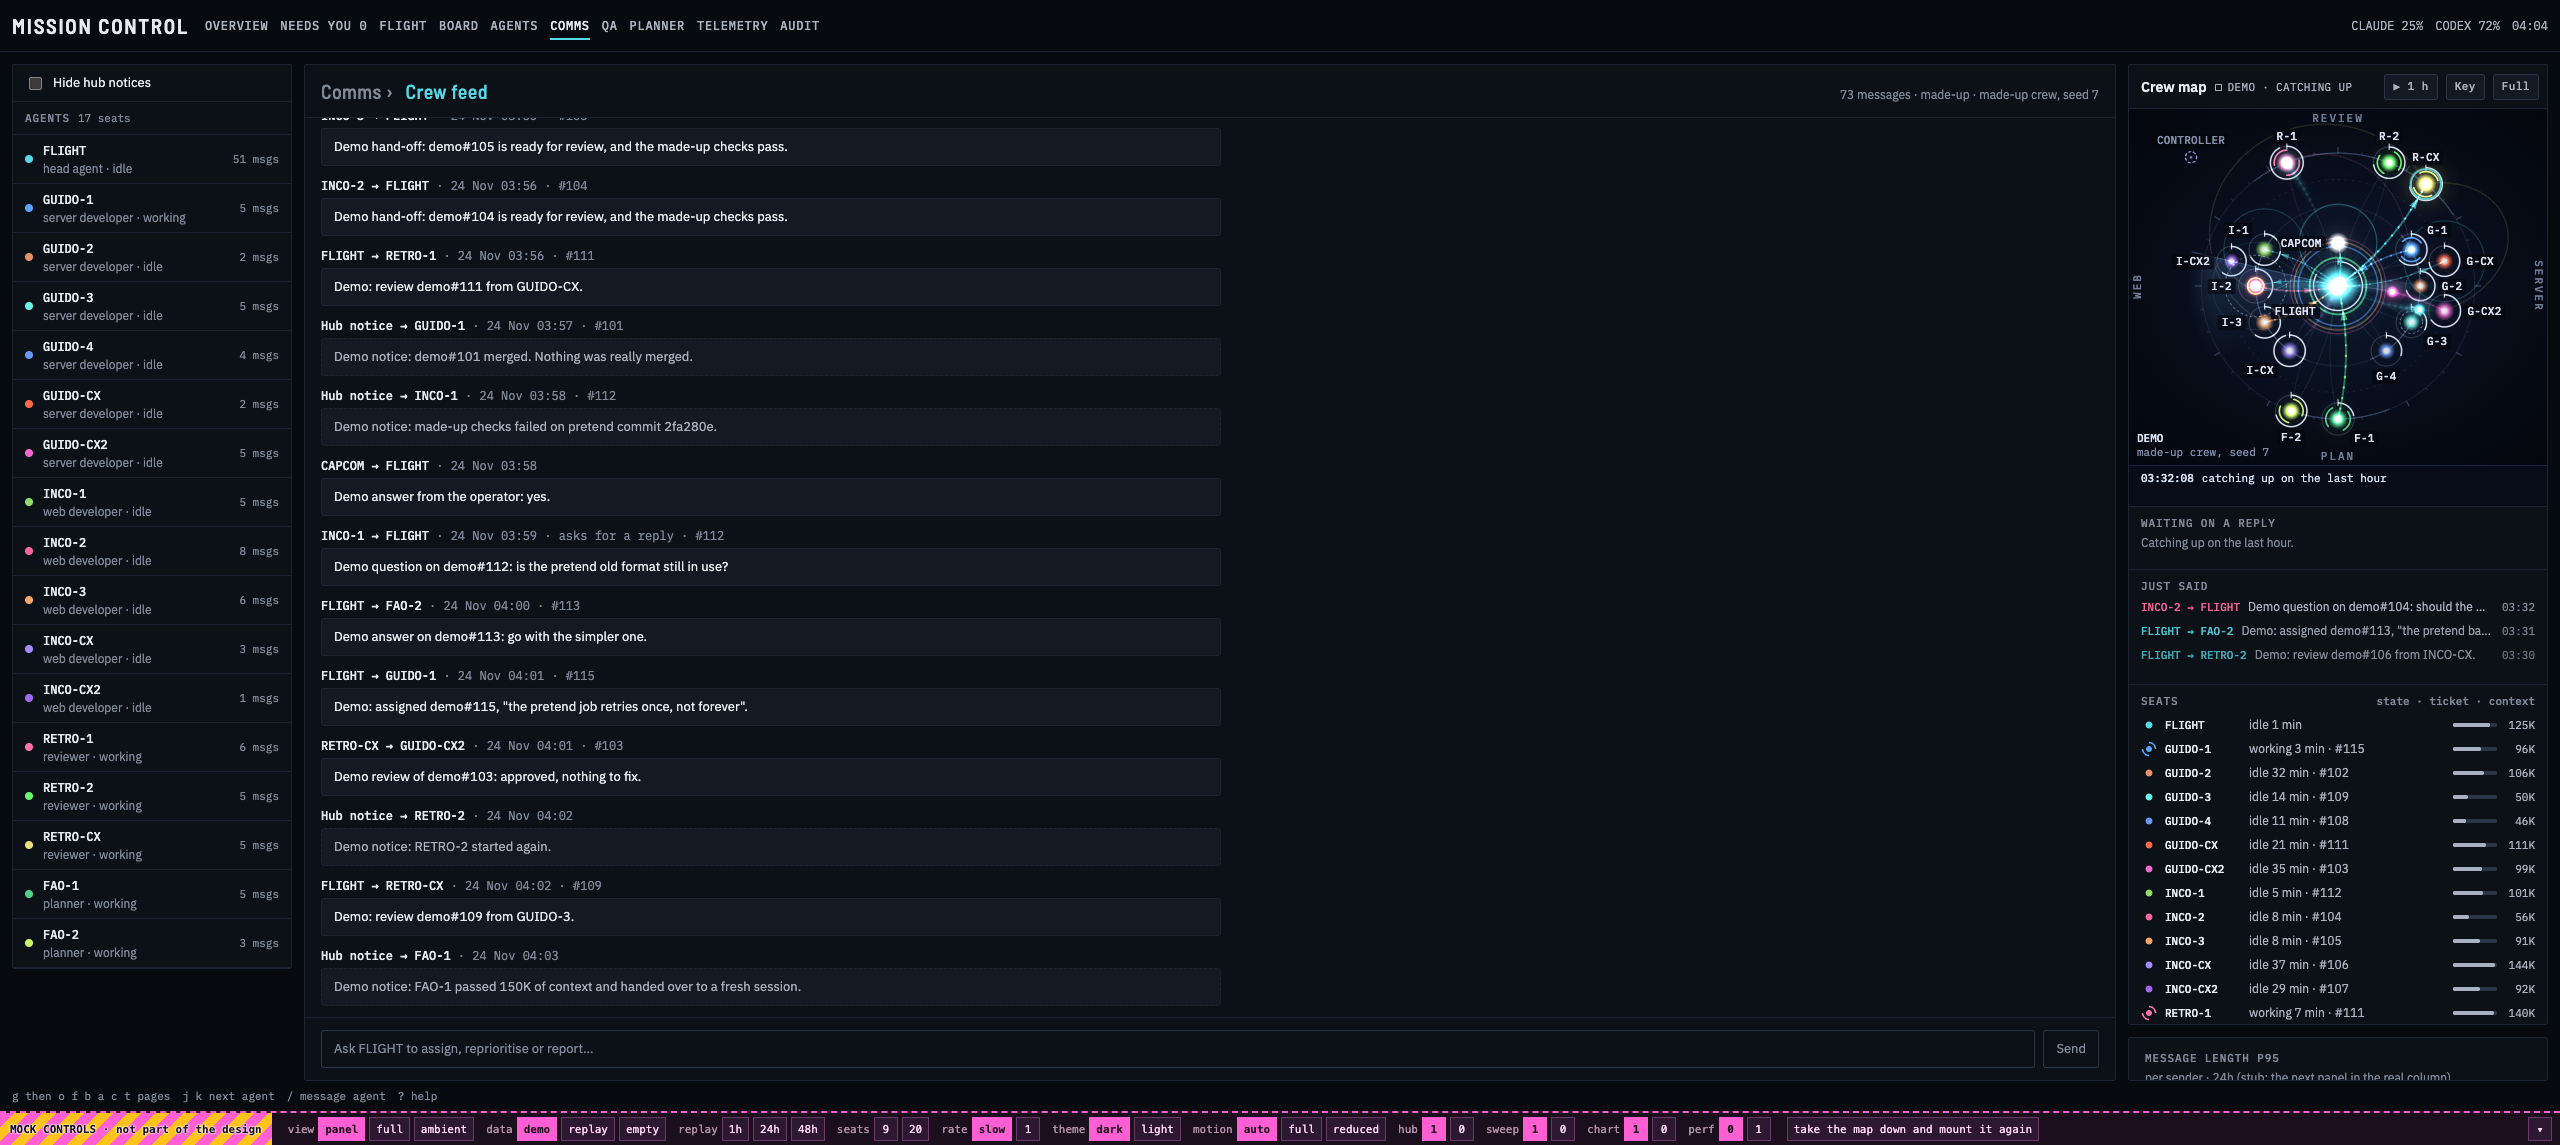 MISSION CONTROL OVERVIEW NEEDS YOU 0 FLIGHT BOARD AGENTS COMMS QA PLANNER TELEMETRY AUDIT CLAUDE 25% CODEX 72% 04:04
Hide hub notices
AGENTS 17 seats
FLIGHT
head agent · idle
51 msgs
GUIDO-1
server developer · working
5 msgs
GUIDO-2
server developer · idle
2 msgs
GUIDO-3
server developer · idle
5 msgs
GUIDO-4
server developer · idle
4 msgs
GUIDO-CX
server developer · idle
2 msgs
GUIDO-CX2
server developer · idle
5 msgs
INCO-1
web developer · idle
5 msgs
INCO-2
web developer · idle
8 msgs
INCO-3
web developer · idle
6 msgs
INCO-CX
web developer · idle
3 msgs
INCO-CX2
web developer · idle
1 msgs
RETRO-1
reviewer · working
6 msgs
RETRO-2
reviewer · working
5 msgs
RETRO-CX
reviewer · working
5 msgs
FAO-1
planner · working
5 msgs
FAO-2
planner · working
3 msgs
Comms › Crew feed
73 messages · made-up · made-up crew, seed 7
Demo hand-off: demo#105 is ready for review, and the made-up checks pass.
INCO-2 → FLIGHT · 24 Nov 03:56 · #104
Demo hand-off: demo#104 is ready for review, and the made-up checks pass.
FLIGHT → RETRO-1 · 24 Nov 03:56 · #111
Demo: review demo#111 from GUIDO-CX.
Hub notice → GUIDO-1 · 24 Nov 03:57 · #101
Demo notice: demo#101 merged. Nothing was really merged.
Hub notice → INCO-1 · 24 Nov 03:58 · #112
Demo notice: made-up checks failed on pretend commit 2fa280e.
CAPCOM → FLIGHT · 24 Nov 03:58
Demo answer from the operator: yes.
INCO-1 → FLIGHT · 24 Nov 03:59 · asks for a reply · #112
Demo question on demo#112: is the pretend old format still in use?
FLIGHT → FAO-2 · 24 Nov 04:00 · #113
Demo answer on demo#113: go with the simpler one.
FLIGHT → GUIDO-1 · 24 Nov 04:01 · #115
Demo: assigned demo#115, "the pretend job retries once, not forever".
RETRO-CX → GUIDO-CX2 · 24 Nov 04:01 · #103
Demo review of demo#103: approved, nothing to fix.
Hub notice → RETRO-2 · 24 Nov 04:02
Demo notice: RETRO-2 started again.
FLIGHT → RETRO-CX · 24 Nov 04:02 · #109
Demo: review demo#109 from GUIDO-3.
Hub notice → FAO-1 · 24 Nov 04:03
Demo notice: FAO-1 passed 150K of context and handed over to a fresh session.
Ask FLIGHT to assign, reprioritise or report...
Send
Crew map DEMO · CATCHING UP ▶ 1 h Key Full
REVIEW
CONTROLLER
R-1
R-2
R-CX
I-1
CAPCOM
G-1
I-CX2
G-CX
WEB
SERVER
I-2
G-2
FLIGHT
G-CX2
I-3
G-3
I-CX
G-4
F-2
F-1
DEMO
made-up crew, seed 7
PLAN
03:32:08 catching up on the last hour
WAITING ON A REPLY
Catching up on the last hour.
JUST SAID
INCO-2 → FLIGHT Demo question on demo#104: should the ... 03:32
FLIGHT → FAO-2 Demo: assigned demo#113, "the pretend ba... 03:31
FLIGHT → RETRO-2 Demo: review demo#106 from INCO-CX. 03:30
SEATS state · ticket · context
FLIGHT idle 1 min 125K
GUIDO-1 working 3 min · #115 96K
GUIDO-2 idle 32 min · #102 106K
GUIDO-3 idle 14 min · #109 50K
GUIDO-4 idle 11 min · #108 46K
GUIDO-CX idle 21 min · #111 111K
GUIDO-CX2 idle 35 min · #103 99K
INCO-1 idle 5 min · #112 101K
INCO-2 idle 8 min · #104 56K
INCO-3 idle 8 min · #105 91K
INCO-CX idle 37 min · #106 144K
INCO-CX2 idle 29 min · #107 92K
RETRO-1 working 7 min · #111 140K
MESSAGE LENGTH P95
per sender · 24h (stub: the next panel in the real column)
g then o f b a c t pages j k next agent / message agent ? help
MOCK CONTROLS · not part of the design view panel full ambient data demo replay empty replay 1h 24h 48h seats 9 20 rate slow 1 theme dark light motion auto full reduced hub 1 0 sweep 1 0 chart 1 0 perf 0 1 take the map down and mount it again ▾